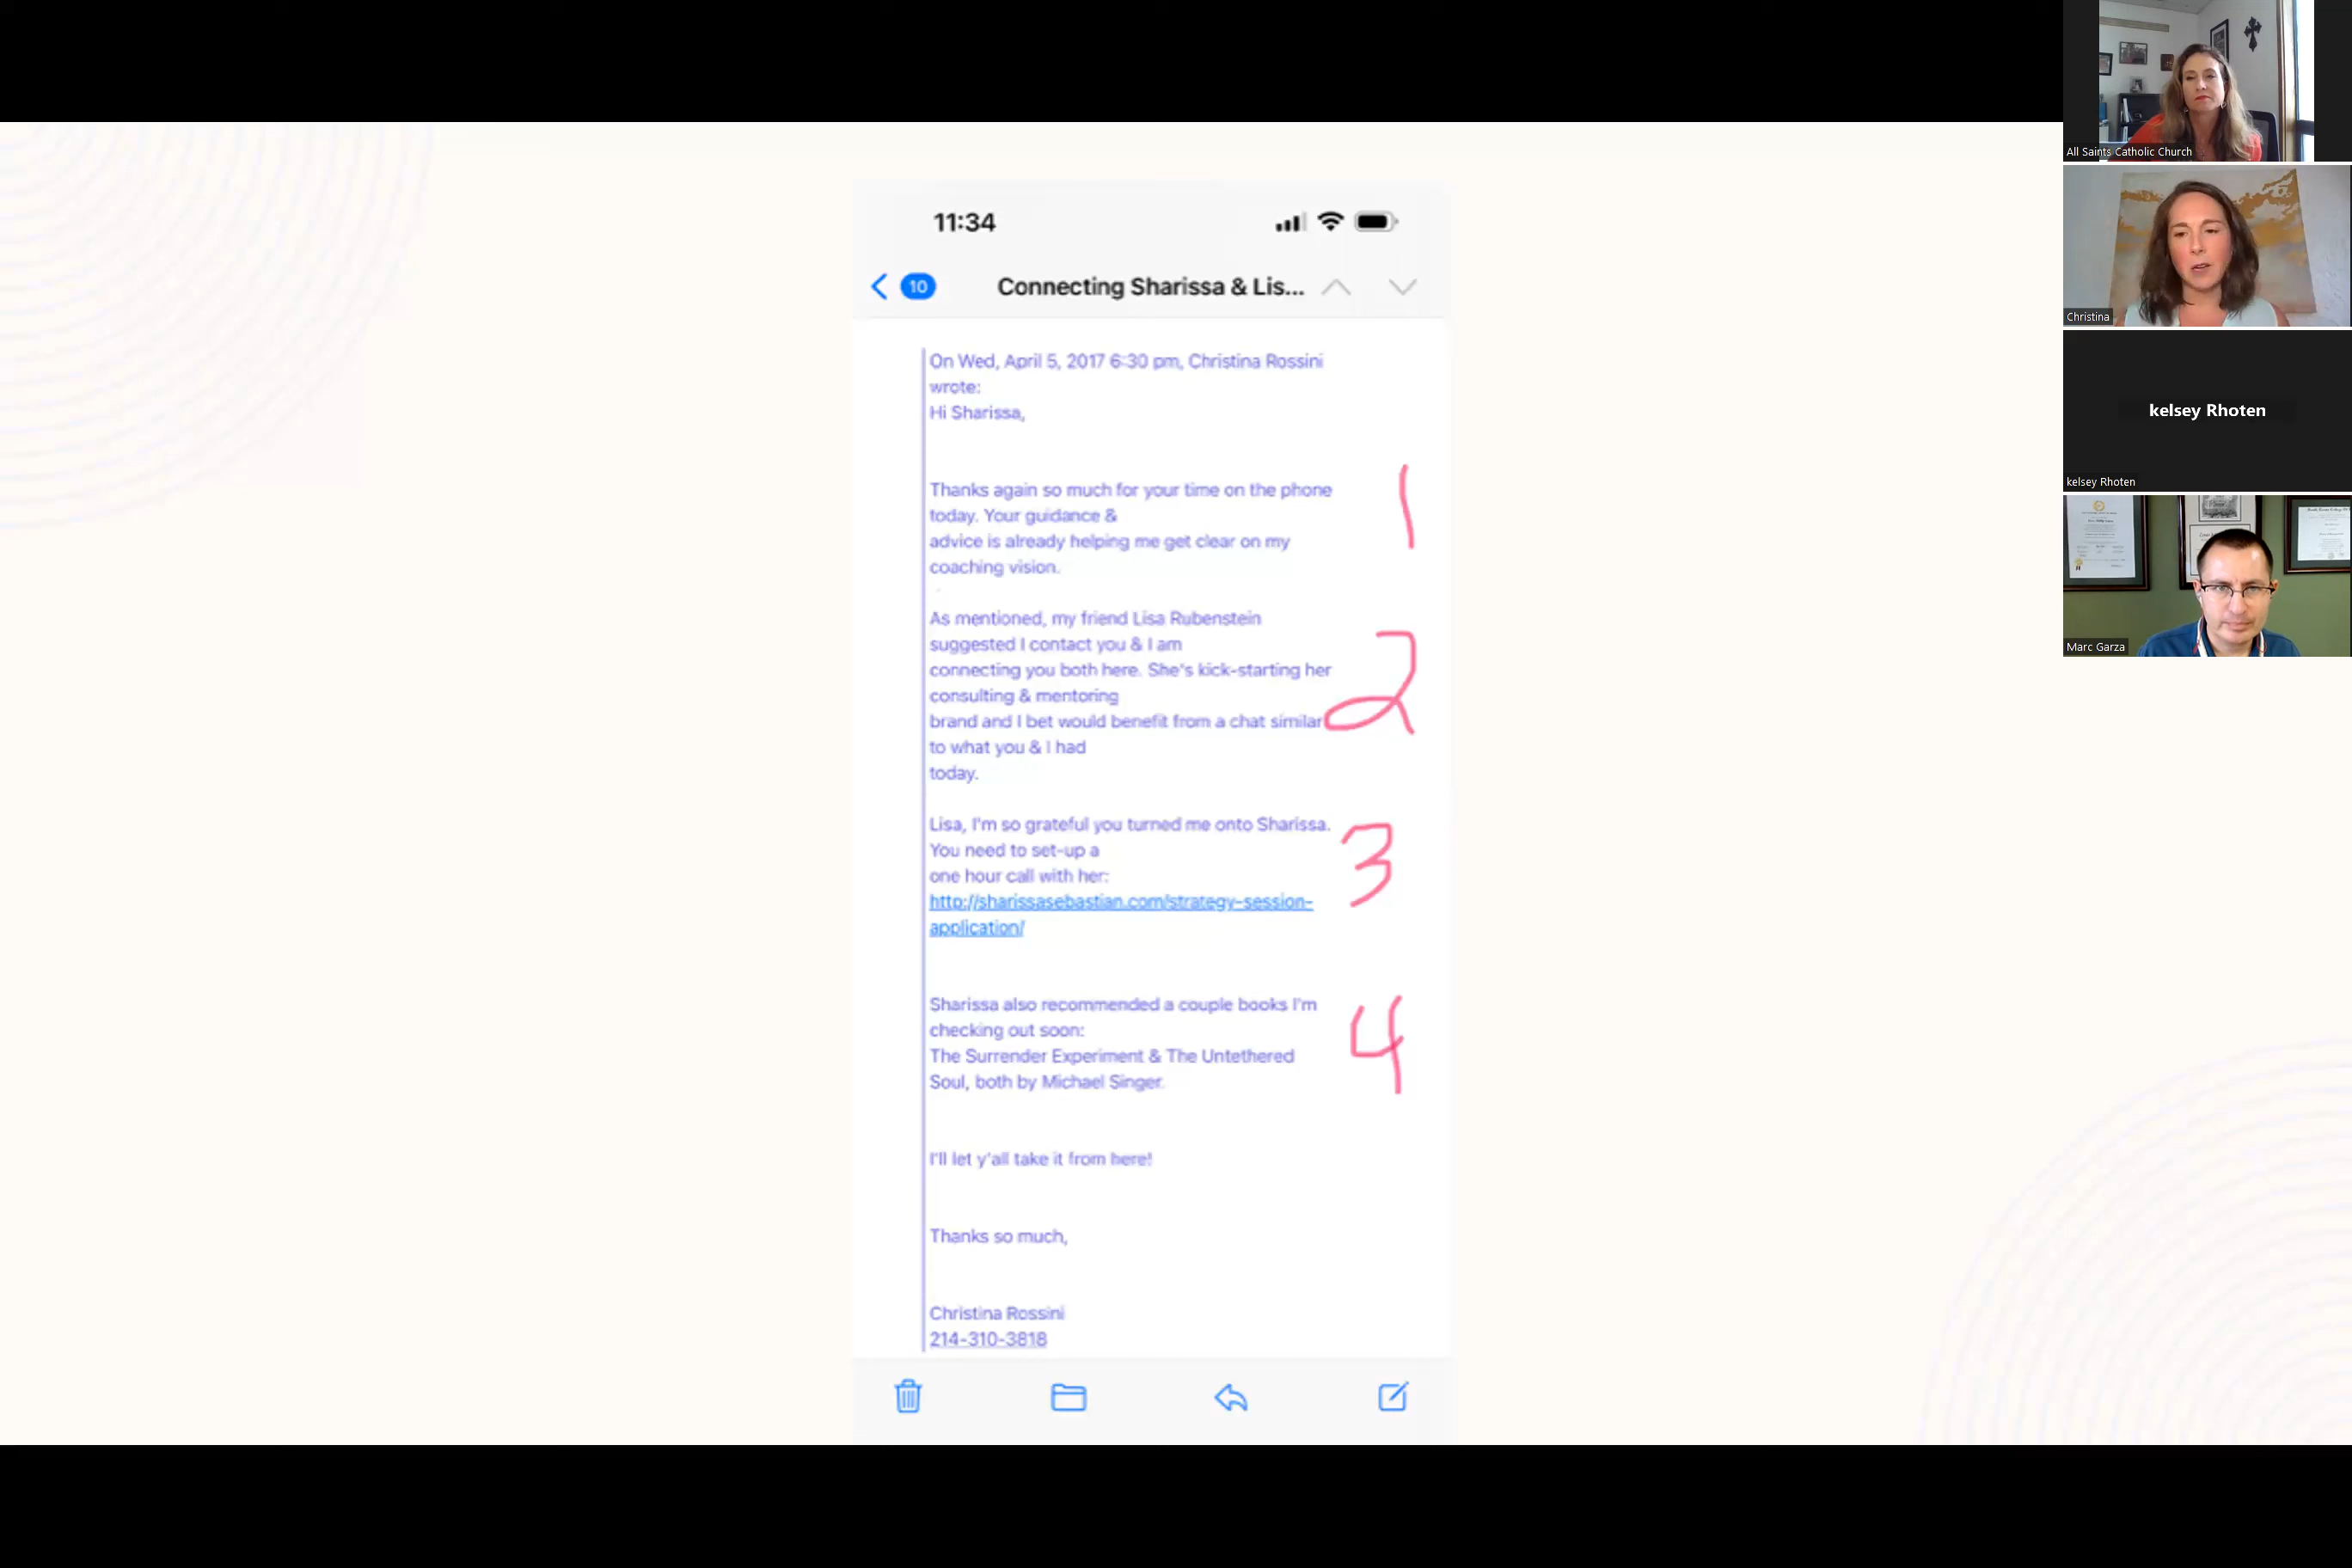 11:34
10
Connecting Sharissa & Lis...
On Wed, April 5, 2017 6:30 pm, Christina Rossini
wrote:
Hi Sharissa,
Thanks again so much for your time on the phone
today. Your guidance &
advice is already helping me get clear on my
coaching vision.
1
As mentioned, my friend Lisa Rubenstein
suggested I contact you & I am
connecting you both here. She's kick-starting her
consulting & mentoring
brand and I bet would benefit from a chat similar
to what you & I had
today.
2
Lisa, I'm so grateful you turned me onto Sharissa.
You need to set-up a
one hour call with her:
http://sharissasebastian.com/strategy-session-
application/
3
Sharissa also recommended a couple books I'm
checking out soon:
The Surrender Experiment & The Untethered
Soul, both by Michael Singer.
4
I'll let y'all take it from here!
Thanks so much,
Christina Rossini
214-310-3818
All Saints Catholic Church
Christina
kelsey Rhoten
kelsey Rhoten
Marc Garza